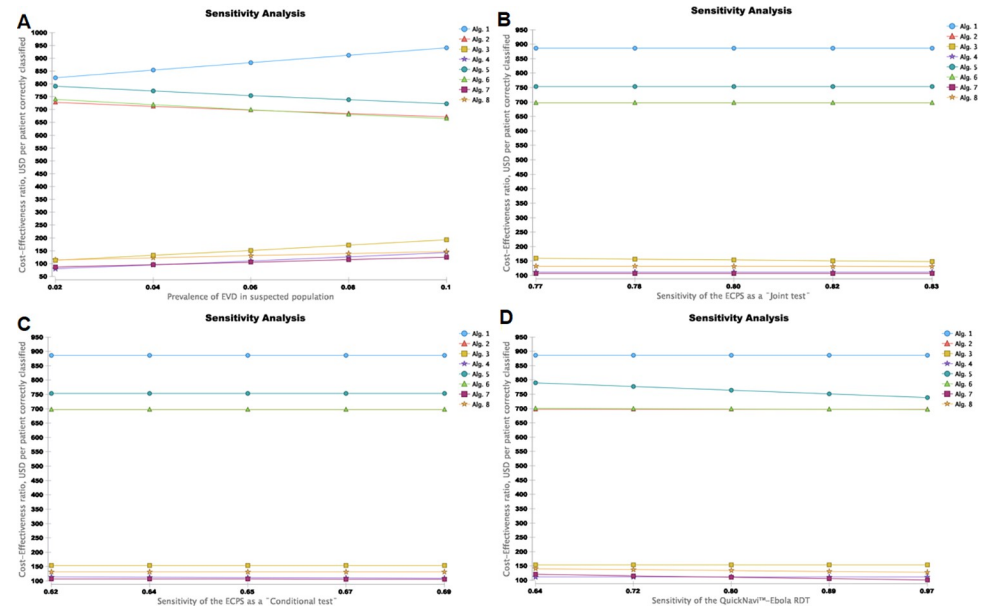 A
Sensitivity Analysis
Cost-Effectiveness ratio, USD per patient correctly classified
1000
950
900
850
800
750
700
650
600
550
500
450
400
350
300
250
200
150
100
50
0.02
0.04
0.06
0.08
0.1
Prevalence of EVD in suspected population
Alg. 1
Alg. 2
Alg. 3
Alg. 4
Alg. 5
Alg. 6
Alg. 7
Alg. 8
B
Sensitivity Analysis
Cost-Effectiveness ratio, USD per patient correctly classified
950
900
850
800
750
700
650
600
550
500
450
400
350
300
250
200
150
100
0.77
0.78
0.80
0.82
0.83
Sensitivity of the ECPS as a "Joint test"
Alg. 1
Alg. 2
Alg. 3
Alg. 4
Alg. 5
Alg. 6
Alg. 7
Alg. 8
C
Sensitivity Analysis
Cost-Effectiveness ratio, USD per patient correctly classified
950
900
850
800
750
700
650
600
550
500
450
400
350
300
250
200
150
100
0.62
0.64
0.65
0.67
0.69
Sensitivity of the ECPS as a "Conditional test"
Alg. 1
Alg. 2
Alg. 3
Alg. 4
Alg. 5
Alg. 6
Alg. 7
Alg. 8
D
Sensitivity Analysis
Cost-Effectiveness ratio, USD per patient correctly classified
950
900
850
800
750
700
650
600
550
500
450
400
350
300
250
200
150
100
0.64
0.72
0.80
0.89
0.97
Sensitivity of the QuickNavi™-Ebola RDT
Alg. 1
Alg. 2
Alg. 3
Alg. 4
Alg. 5
Alg. 6
Alg. 7
Alg. 8